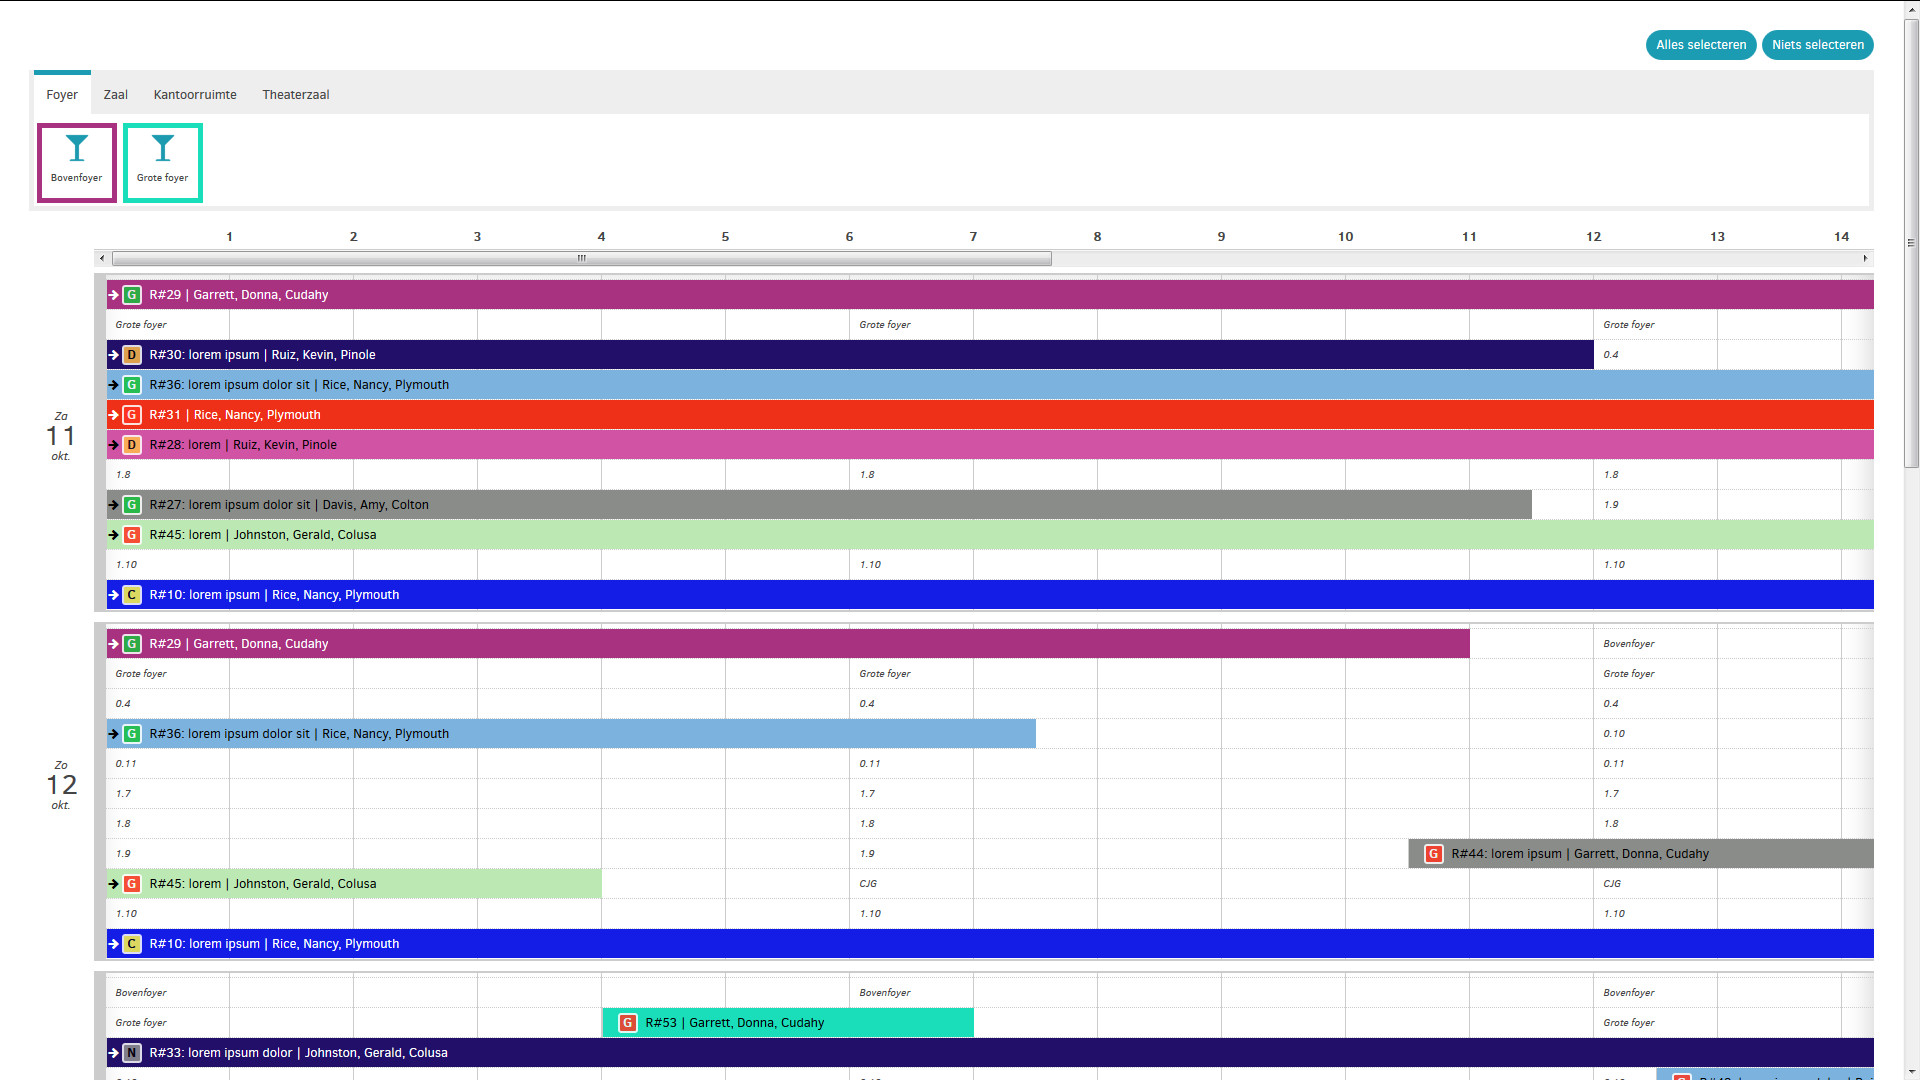 Alles selecteren Niets selecteren
Foyer Zaal Kantoorruimte Theaterzaal
Bovenfoyer Grote foyer
1 2 3 4 5 6 7 8 9 10 11 12 13 14
G R#29 | Garrett, Donna, Cudahy
Grote foyer Grote foyer Grote foyer
D R#30: lorem ipsum | Ruiz, Kevin, Pinole 0.4
G R#36: lorem ipsum dolor sit | Rice, Nancy, Plymouth
G R#31 | Rice, Nancy, Plymouth
Za
11
okt.
D R#28: lorem | Ruiz, Kevin, Pinole
1.8 1.8 1.8
G R#27: lorem ipsum dolor sit | Davis, Amy, Colton 1.9
G R#45: lorem | Johnston, Gerald, Colusa
1.10 1.10 1.10
C R#10: lorem ipsum | Rice, Nancy, Plymouth
G R#29 | Garrett, Donna, Cudahy Bovenfoyer
Grote foyer Grote foyer Grote foyer
0.4 0.4 0.4
G R#36: lorem ipsum dolor sit | Rice, Nancy, Plymouth 0.10
0.11 0.11 0.11
Zo
12
okt.
1.7 1.7 1.7
1.8 1.8 1.8
1.9 1.9 G R#44: lorem ipsum | Garrett, Donna, Cudahy
G R#45: lorem | Johnston, Gerald, Colusa CJG CJG
1.10 1.10 1.10
C R#10: lorem ipsum | Rice, Nancy, Plymouth
Bovenfoyer Bovenfoyer Bovenfoyer
Grote foyer G R#53 | Garrett, Donna, Cudahy Grote foyer
N R#33: lorem ipsum dolor | Johnston, Gerald, Colusa